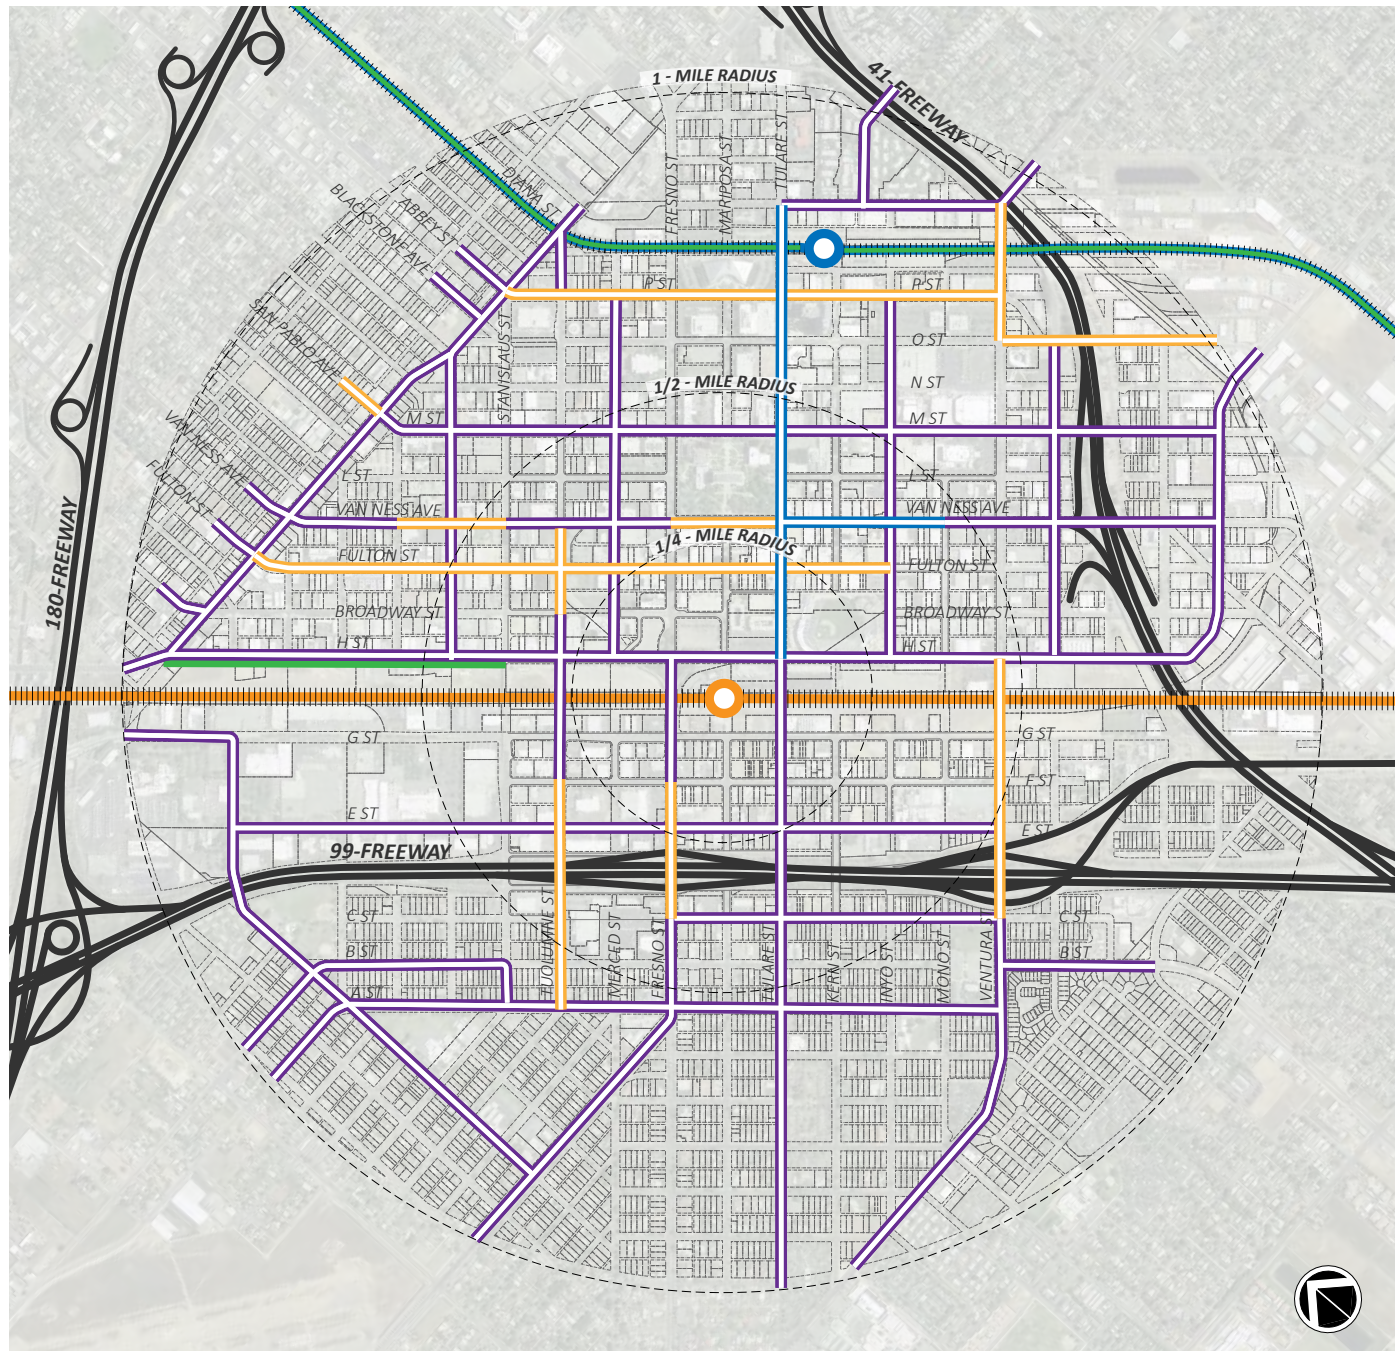 1 - MILE RADIUS
41-FREEWAY
DIANA ST
FRESNO ST
MARIPOSA ST
TULARE ST
ABBEY ST
BLACKSTONE AVE
P ST
P ST
SAN PABLO AVE
STANISLAUS ST
O ST
1/2 - MILE RADIUS
N ST
M ST
M ST
VAN NESS AVE
L ST
L ST
FULTON ST
VAN NESS AVE
VAN NESS AVE
1/4 - MILE RADIUS
FULTON ST
FULTON ST
180-FREEWAY
BROADWAY ST
BROADWAY ST
H ST
H ST
G ST
G ST
F ST
E ST
E ST
99-FREEWAY
C ST
C ST
B ST
B ST
A ST
TUOLUMNE ST
MERCED ST
FRESNO ST
TULARE ST
KERN ST
INYO ST
MONO ST
VENTURA ST